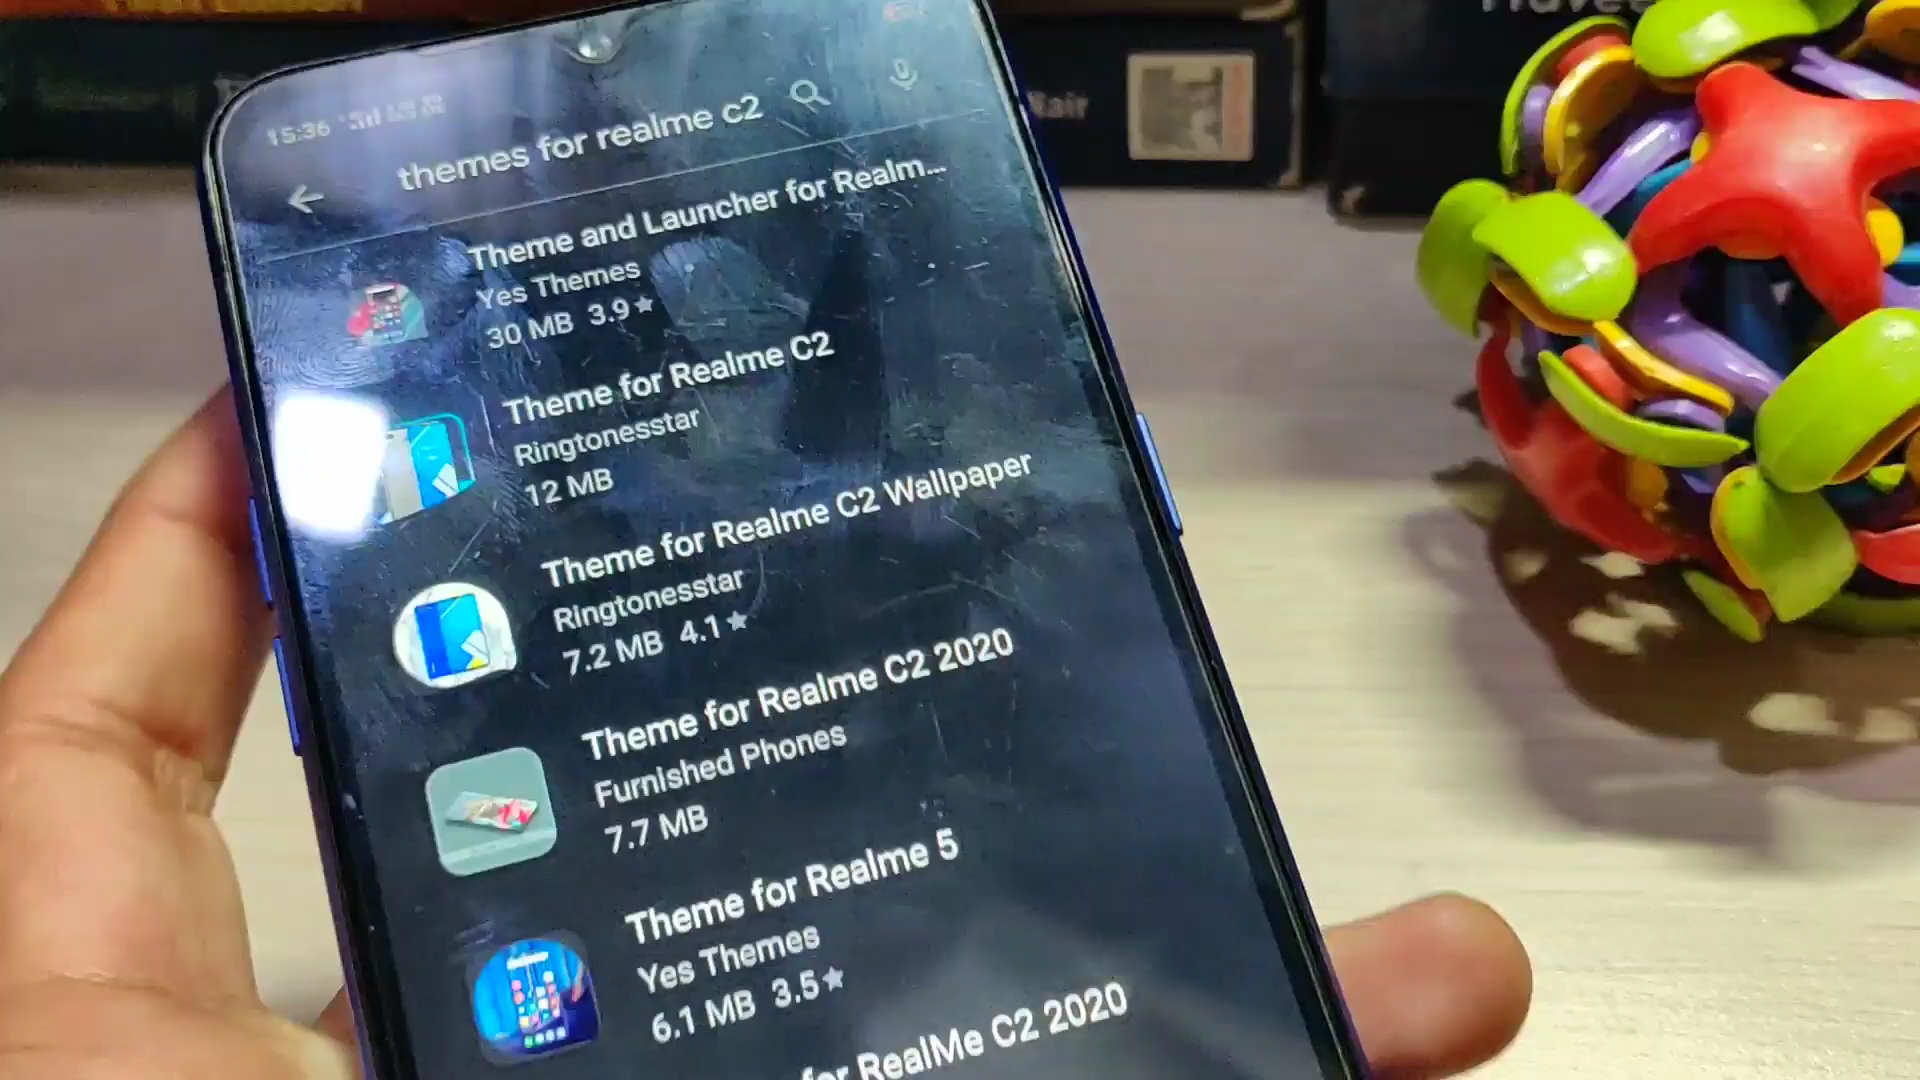 15:36
themes for realme c2
Theme and Launcher for Realm...
Yes Themes
30 MB 3.9★
Theme for Realme C2
Ringtonesstar
12 MB
Theme for Realme C2 Wallpaper
Ringtonesstar
7.2 MB 4.1★
Theme for Realme C2 2020
Furnished Phones
7.7 MB
Theme for Realme 5
Yes Themes
6.1 MB 3.5★
for RealMe C2 2020